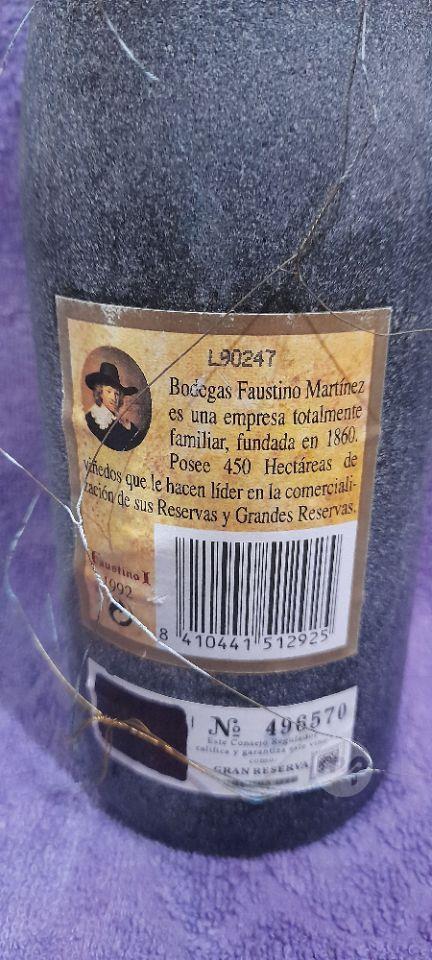 L90247
Bodegas Faustino Martínez
es una empresa totalmente
familiar, fundada en 1860.
Posee 450 Hectáreas de
viñedos que le hacen líder en la comerciali-
zación de sus Reservas y Grandes Reservas.
Faustino I
1992
8 410441 512925
Nº 496570
Este Consejo Regulador
califica y garantiza este vino
como:
GRAN RESERVA